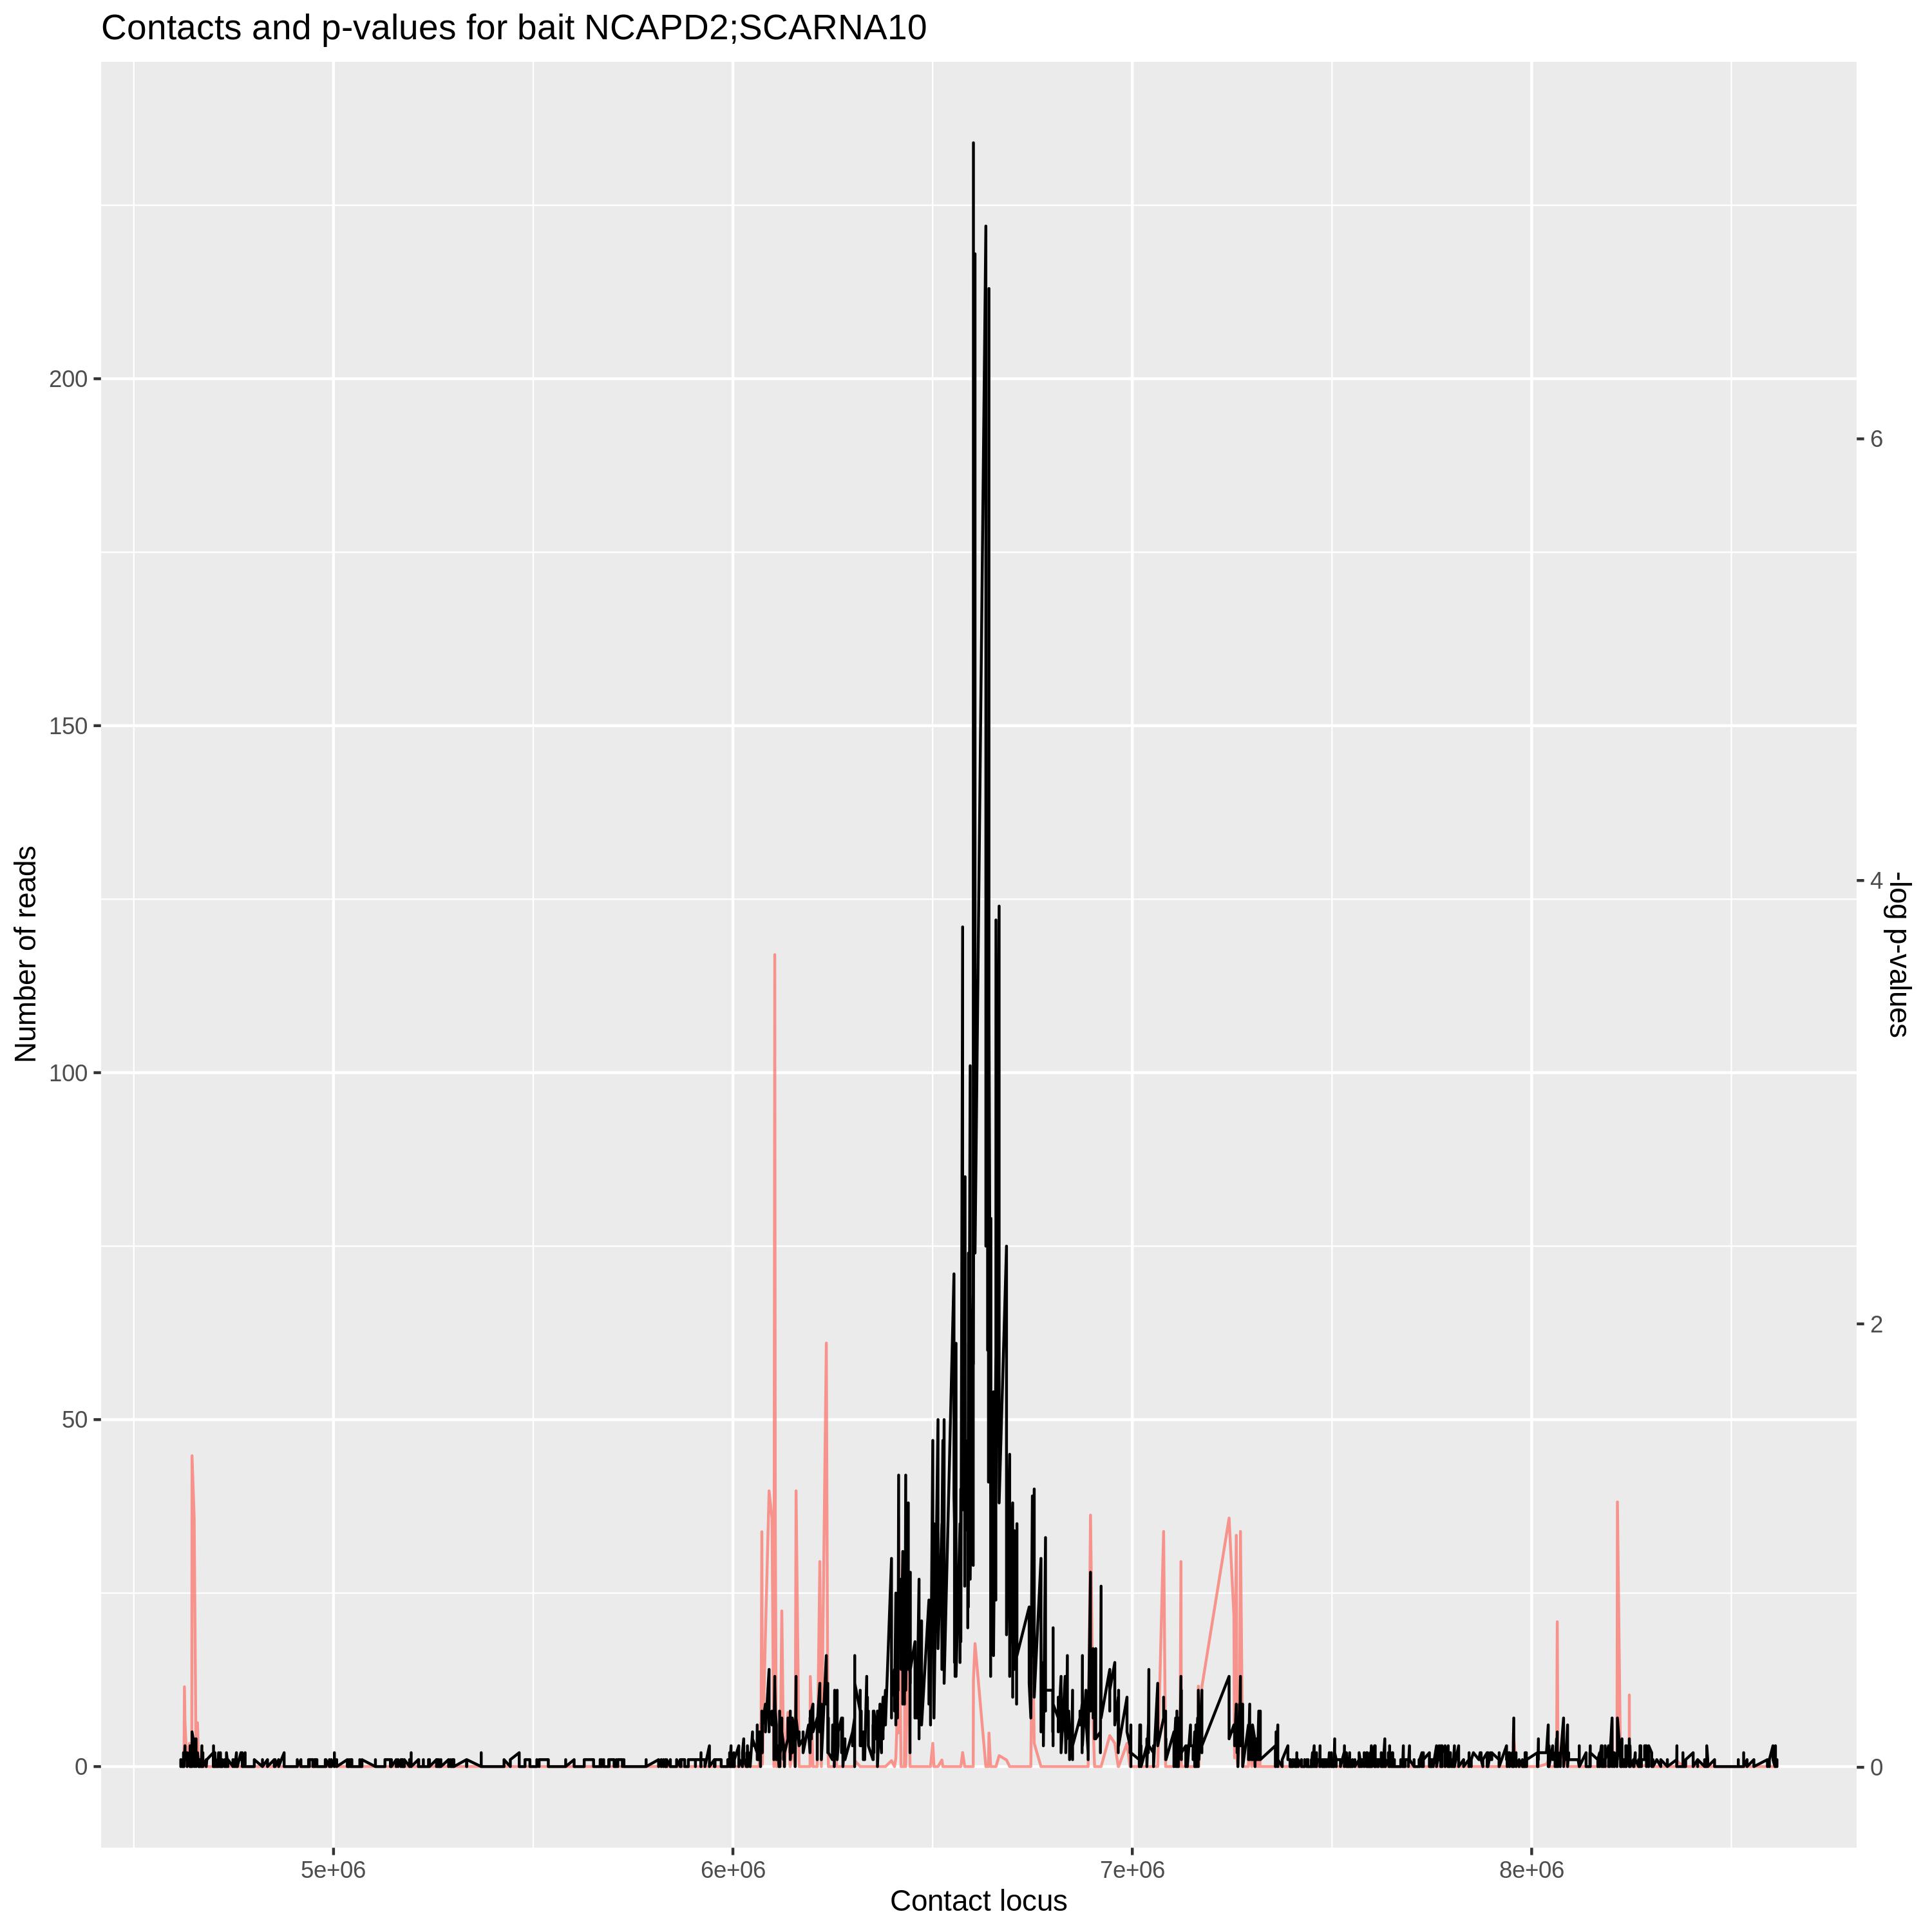 Contacts and p-values for bait NCAPD2;SCARNA10
200
150
100
50
0
Number of reads
6
4
2
0
-log p-values
5e+06
6e+06
7e+06
8e+06
Contact locus